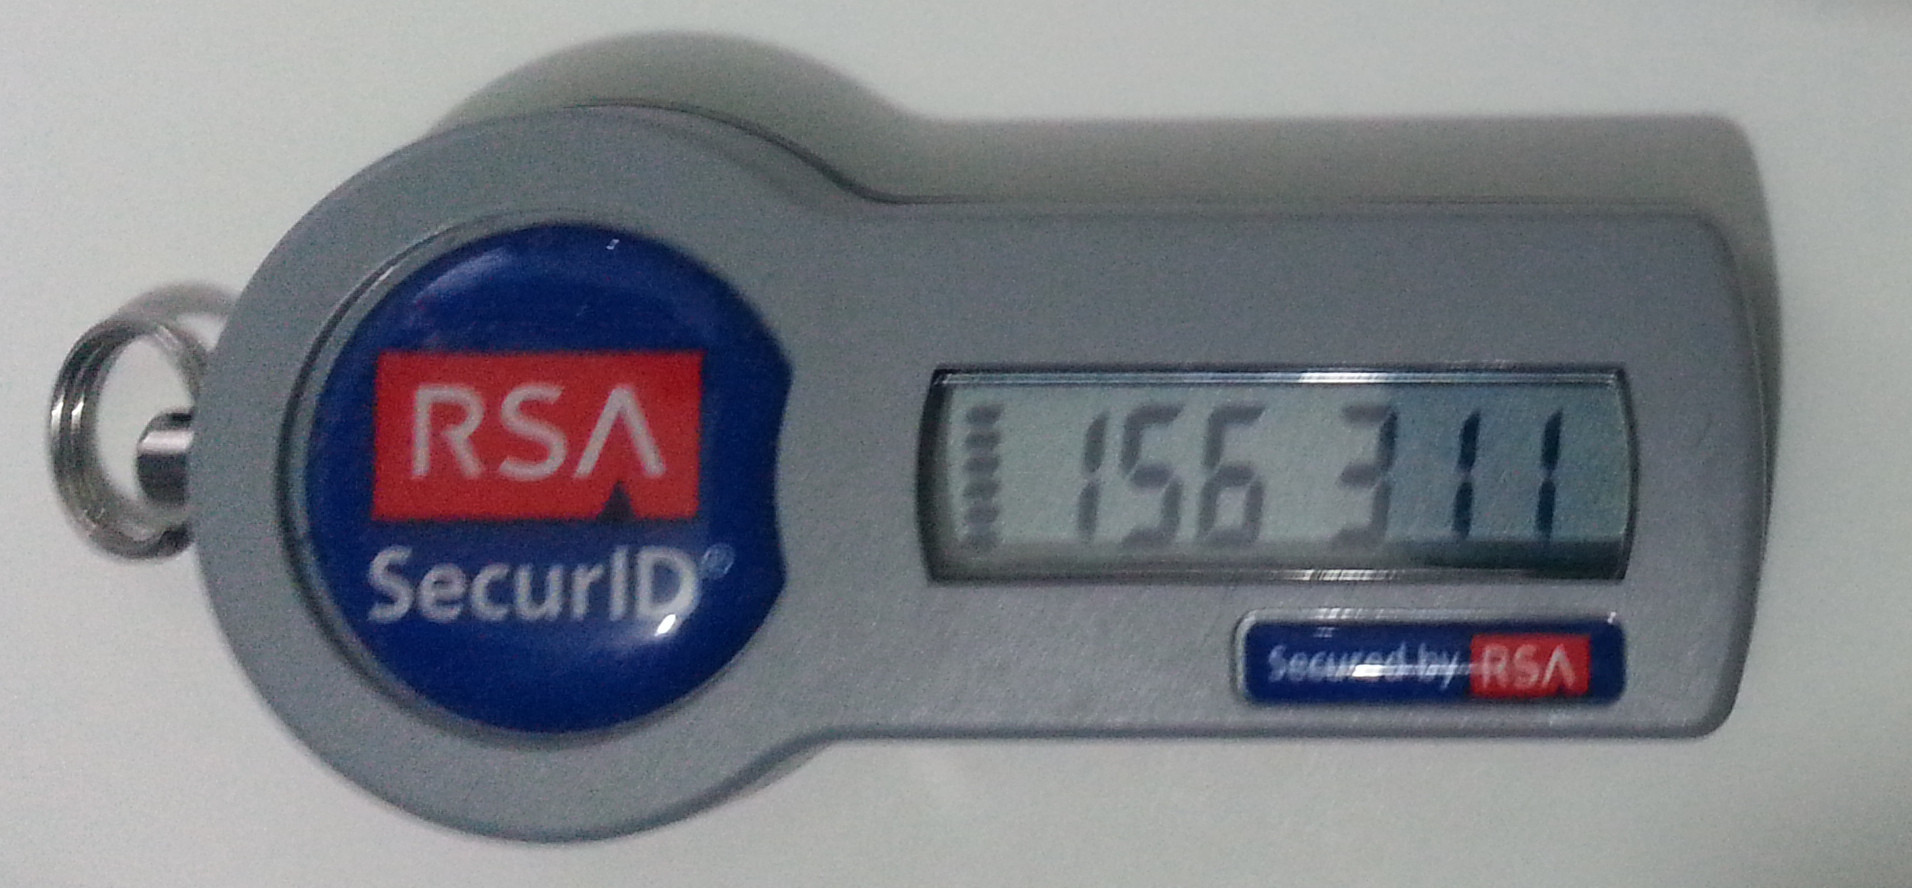 RSA
SecurID®
156 311
Secured by RSA